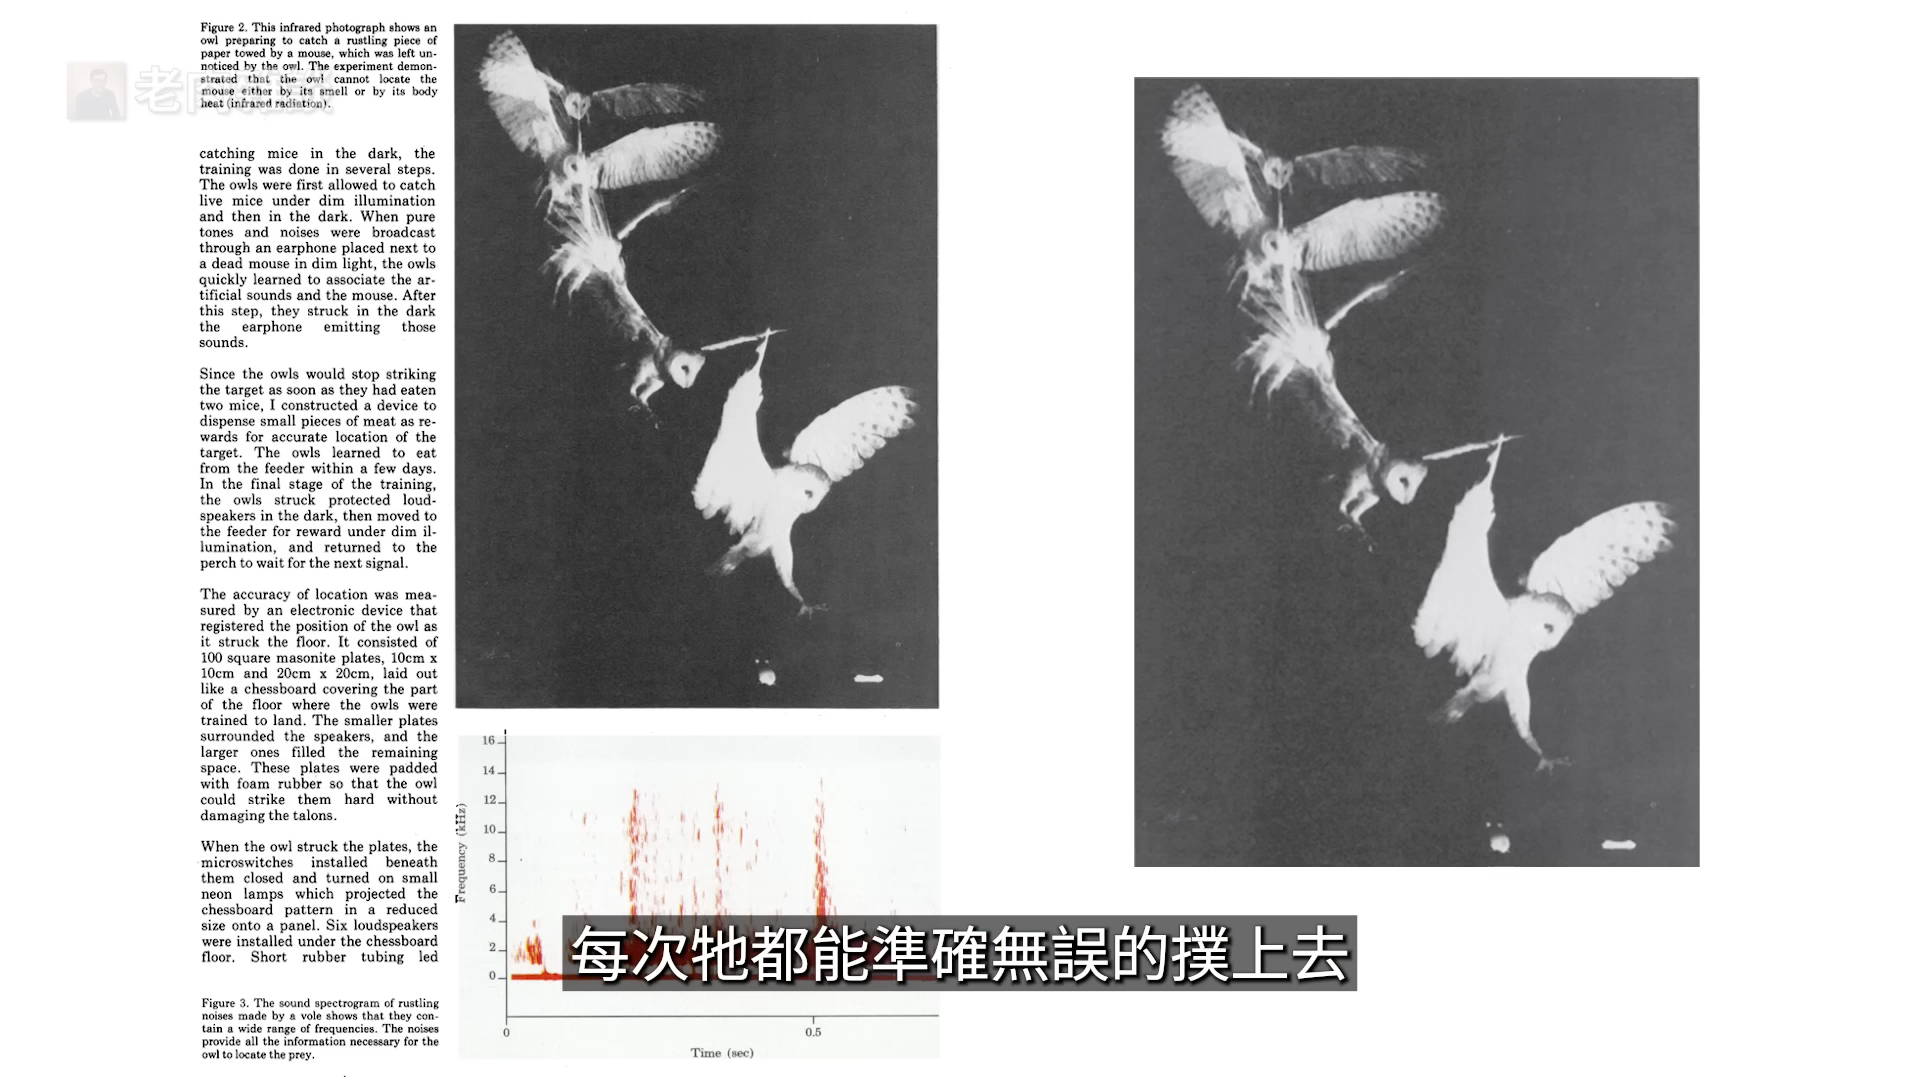 Figure 2. This infrared photograph shows an
owl preparing to catch a rustling piece of
paper towed by a mouse, which was left un-
noticed by the owl. The experiment demon-
strated that the owl cannot locate the
mouse either by its smell or by its body
heat (infrared radiation).
catching mice in the dark, the
training was done in several steps.
The owls were first allowed to catch
live mice under dim illumination
and then in the dark. When pure
tones and noises were broadcast
through an earphone placed next to
a dead mouse in dim light, the owls
quickly learned to associate the ar-
tificial sounds and the mouse. After
this step, they struck in the dark
the earphone emitting those
sounds.
Since the owls would stop striking
the target as soon as they had eaten
two mice, I constructed a device to
dispense small pieces of meat as re-
wards for accurate location of the
target. The owls learned to eat
from the feeder within a few days.
In the final stage of the training,
the owls struck protected loud-
speakers in the dark, then moved to
the feeder for reward under dim il-
lumination, and returned to the
perch to wait for the next signal.
The accuracy of location was mea-
sured by an electronic device that
registered the position of the owl as
it struck the floor. It consisted of
100 square masonite plates, 10cm x
10cm and 20cm x 20cm, laid out
like a chessboard covering the part
of the floor where the owls were
trained to land. The smaller plates
surrounded the speakers, and the
larger ones filled the remaining
space. These plates were padded
with foam rubber so that the owl
could strike them hard without
damaging the talons.
When the owl struck the plates, the
microswitches installed beneath
them closed and turned on small
neon lamps which projected the
chessboard pattern in a reduced
size onto a panel. Six loudspeakers
were installed under the chessboard
floor. Short rubber tubing led
Figure 3. The sound spectrogram of rustling
noises made by a vole shows that they con-
tain a wide range of frequencies. The noises
provide all the information necessary for the
owl to locate the prey.
16
14
12
10
8
6
4
2
0
Frequency (kHz)
0
0.5
Time (sec)
每次牠都能準確無誤的撲上去